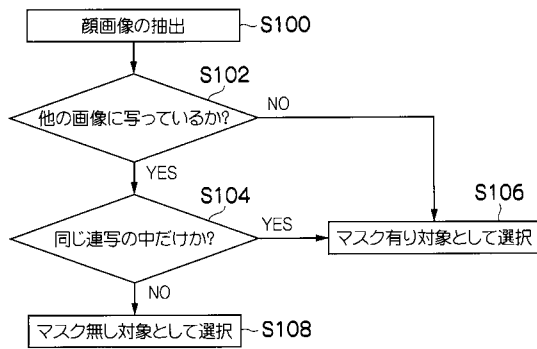 顔画像の抽出
S100
S102
他の画像に写っているか?
NO
YES
S104
同じ連写の中だけか?
YES
S106
マスク有り対象として選択
NO
マスク無し対象として選択
S108